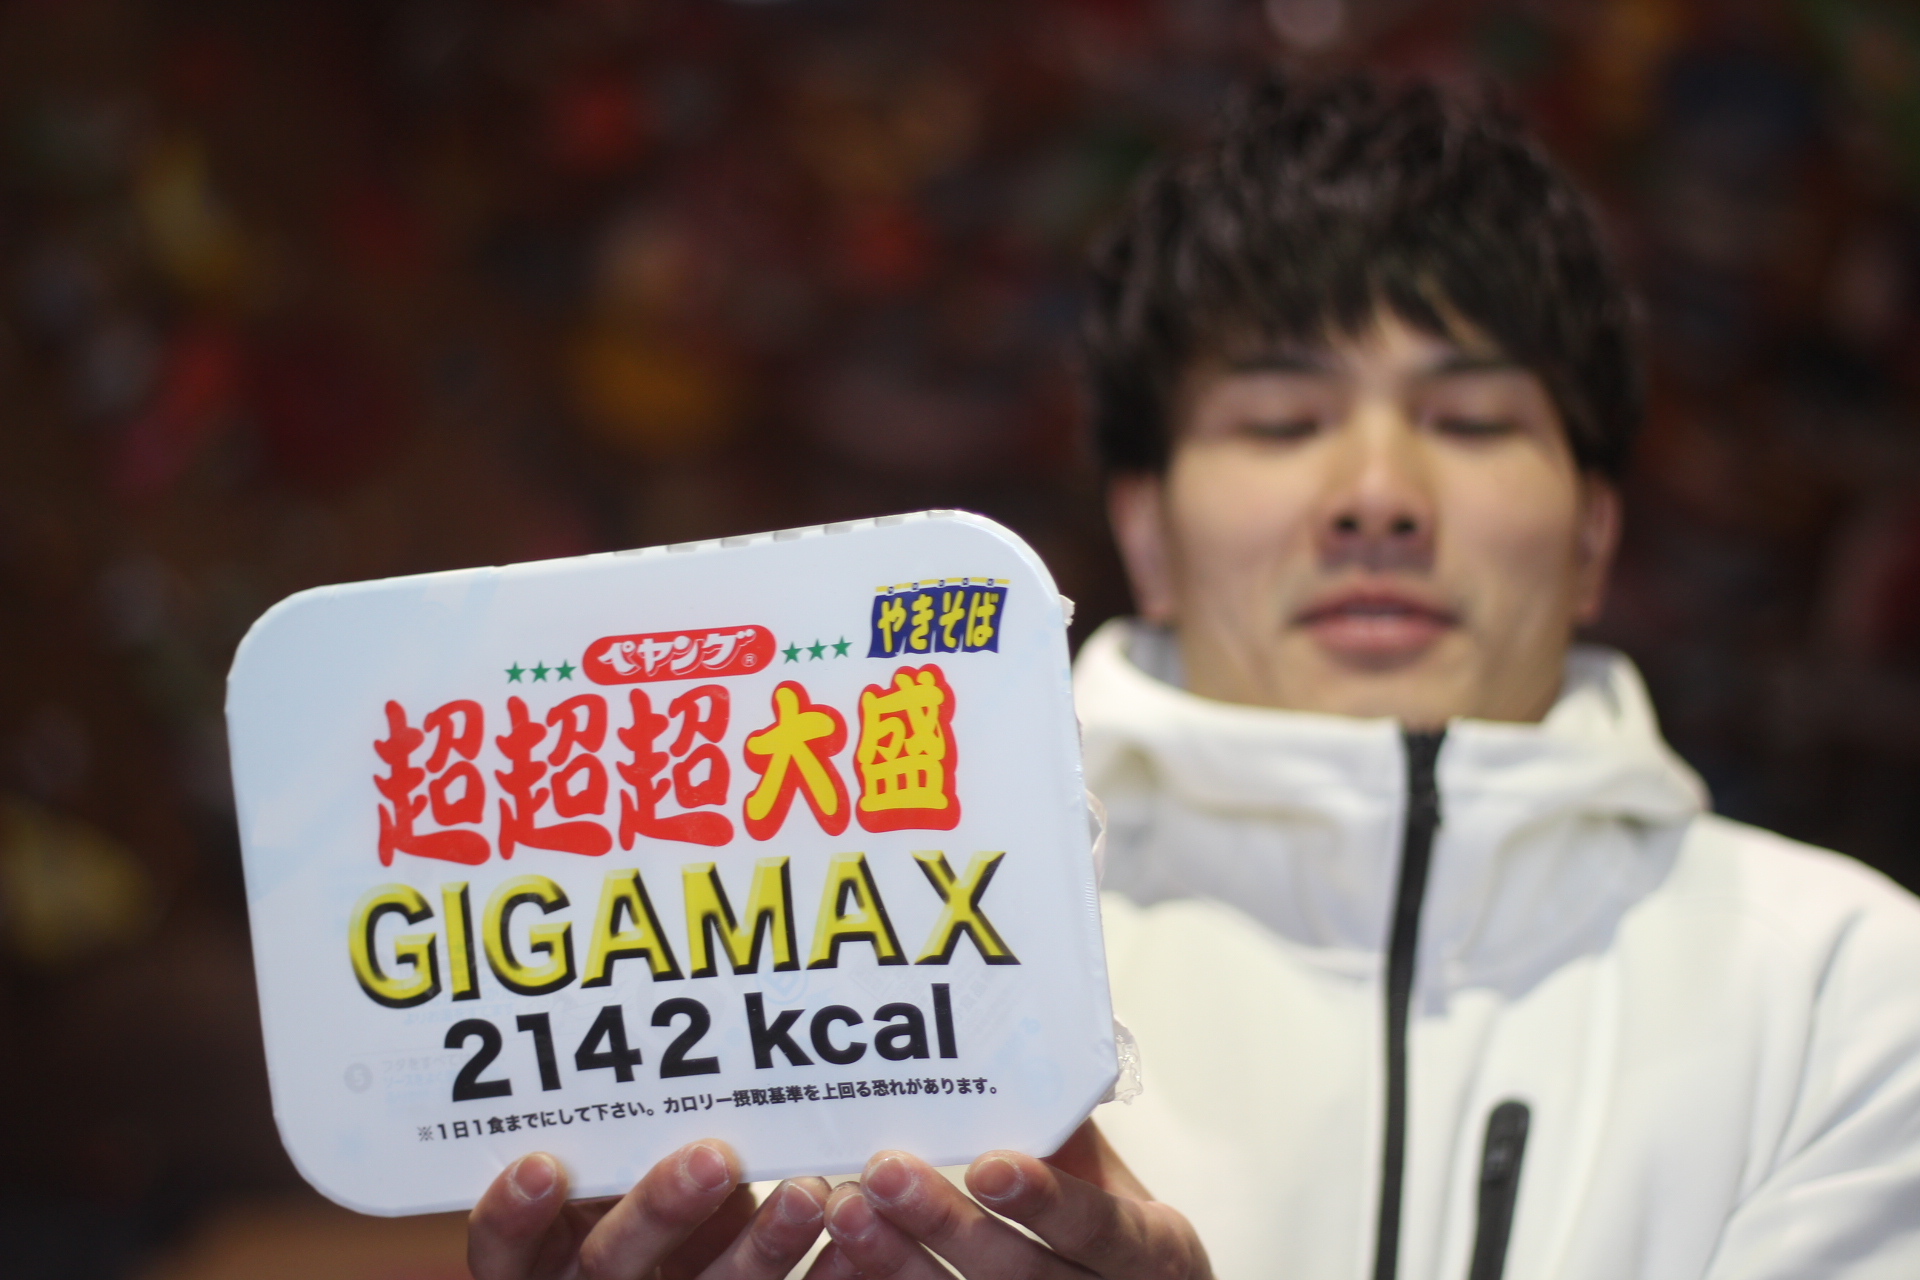 やきそば
★★★ペヤング®★★★
超超超大盛
GIGAMAX
2142 kcal
※1日1食までにして下さい。カロリー摂取基準を上回る恐れがあります。